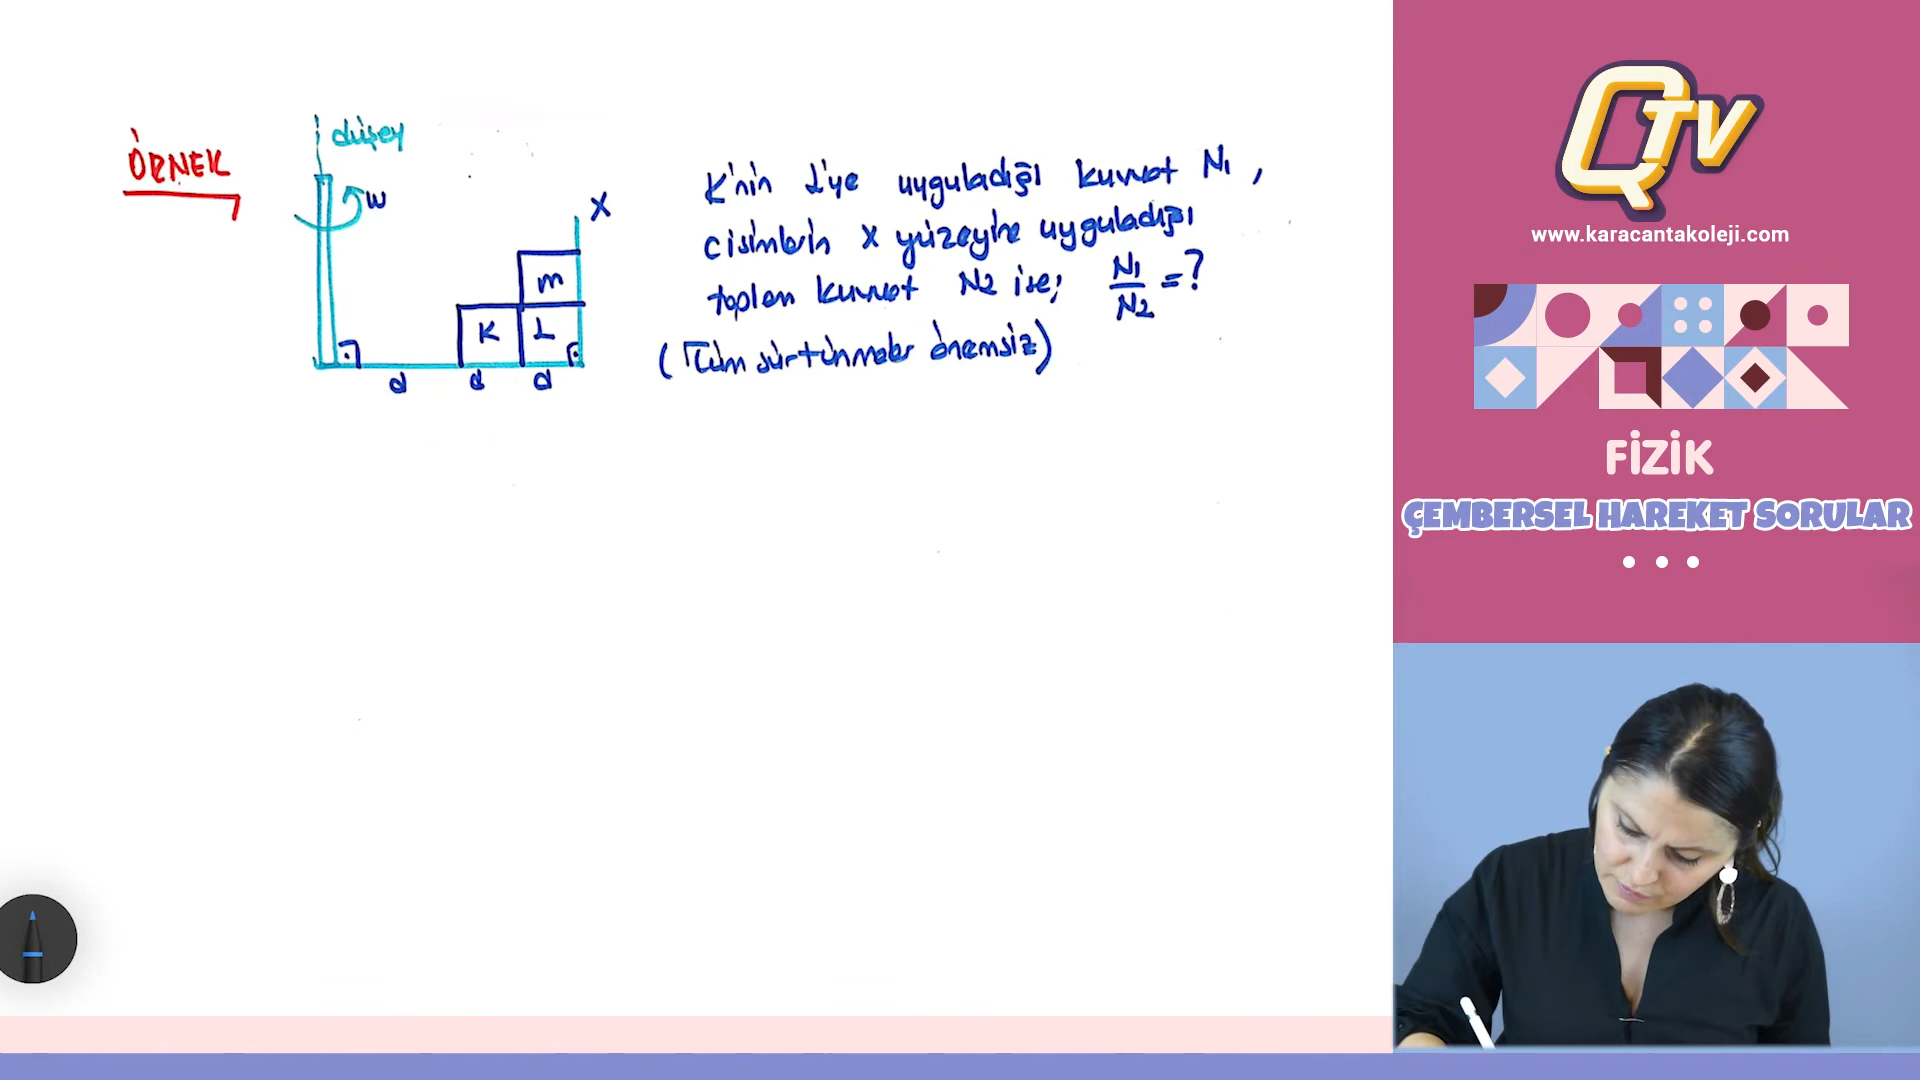 ÖRNEK
düşey
W
X
m
K L
d d d
K'nin L'ye uyguladığı kuvvet N1,
cisimlerin X yüzeyine uyguladığı
toplam kuvvet N2 ise; N1/N2 = ?
(Tüm sürtünmeler önemsiz)
QTV
www.karacantakoleji.com
FİZİK
ÇEMBERSEL HAREKET SORULAR